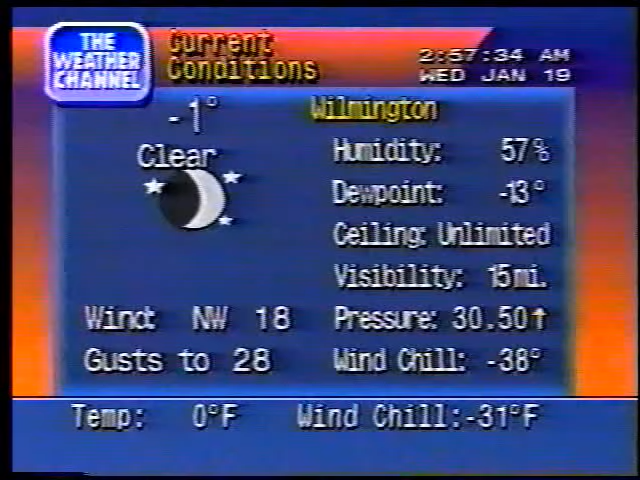 THE
WEATHER
CHANNEL
Current
Conditions
2:57:34 AM
WED JAN 19
-1°
Clear
Wilmington
Humidity: 57%
Dewpoint: -13°
Ceiling: Unlimited
Visibility: 15mi.
Wind: NW 18
Pressure: 30.50↑
Gusts to 28
Wind Chill: -38°
Temp: 0°F Wind Chill:-31°F